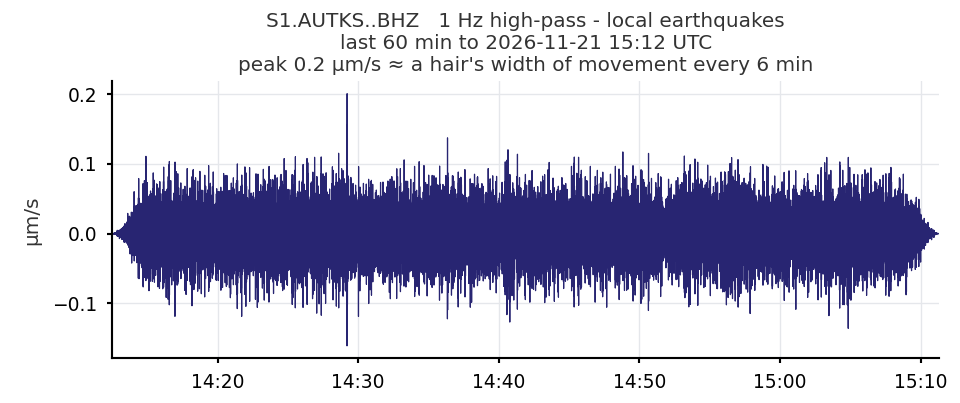 S1.AUTKS..BHZ   1 Hz high-pass - local earthquakes
last 60 min to 2026-11-21 15:12 UTC
peak 0.2 µm/s ≈ a hair's width of movement every 6 min
µm/s
0.2
0.1
0.0
−0.1
14:20 14:30 14:40 14:50 15:00 15:10